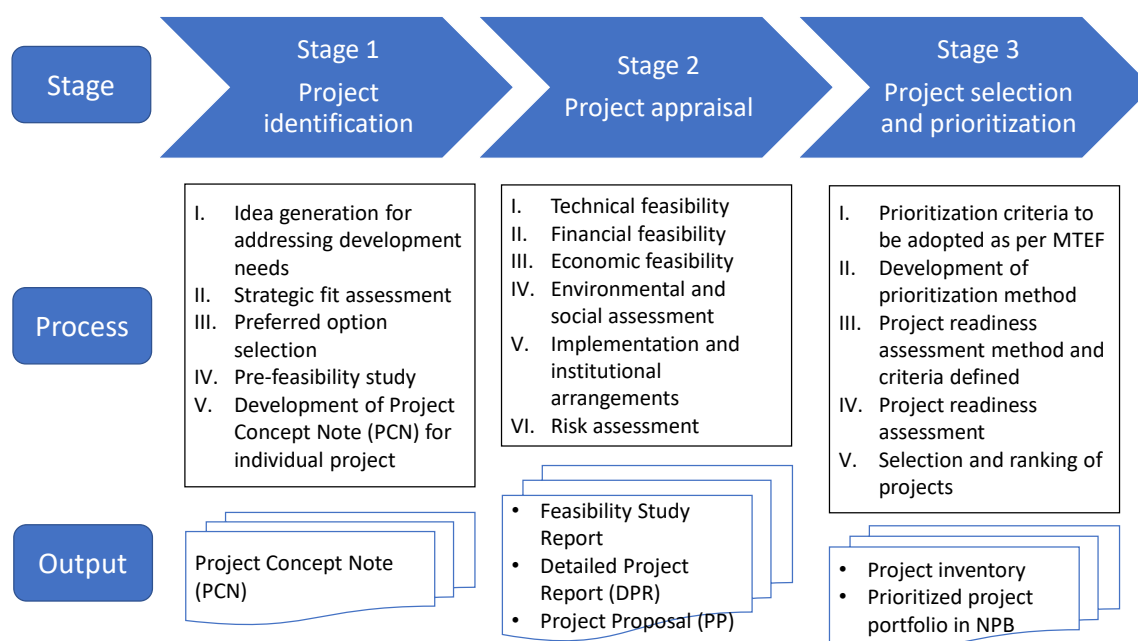 Stage
Stage 1
Project
identification
Stage 2
Project appraisal
Stage 3
Project selection
and prioritization
Process
I. Idea generation for
addressing development
needs
II. Strategic fit assessment
III. Preferred option
selection
IV. Pre-feasibility study
V. Development of Project
Concept Note (PCN) for
individual project
I. Technical feasibility
II. Financial feasibility
III. Economic feasibility
IV. Environmental and
social assessment
V. Implementation and
institutional
arrangements
VI. Risk assessment
I. Prioritization criteria to
be adopted as per MTEF
II. Development of
prioritization method
III. Project readiness
assessment method and
criteria defined
IV. Project readiness
assessment
V. Selection and ranking of
projects
Output
Project Concept Note
(PCN)
• Feasibility Study
Report
• Detailed Project
Report (DPR)
• Project Proposal (PP)
• Project inventory
• Prioritized project
portfolio in NPB